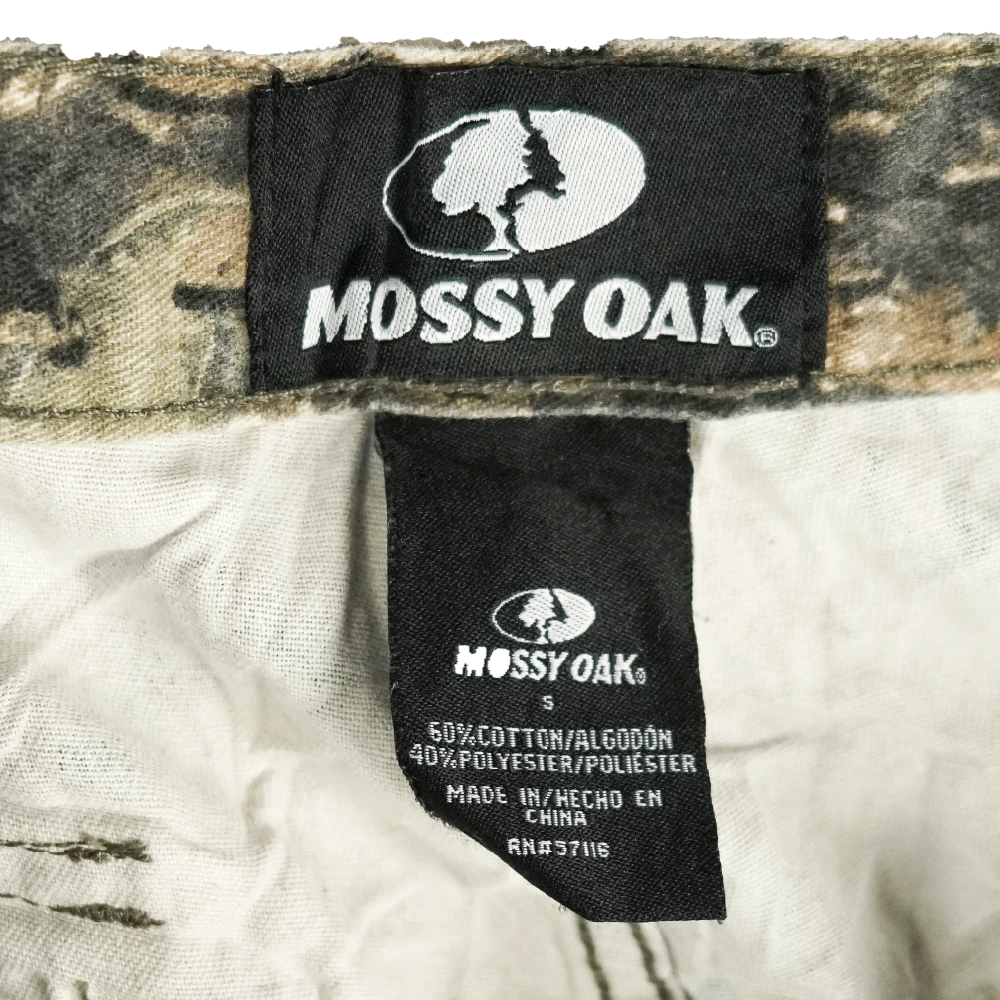 MOSSY OAK®
MOSSY OAK®
S
60%COTTON/ALGODÓN
40%POLYESTER/POLIÉSTER
MADE IN/HECHO EN
CHINA
RN#57116